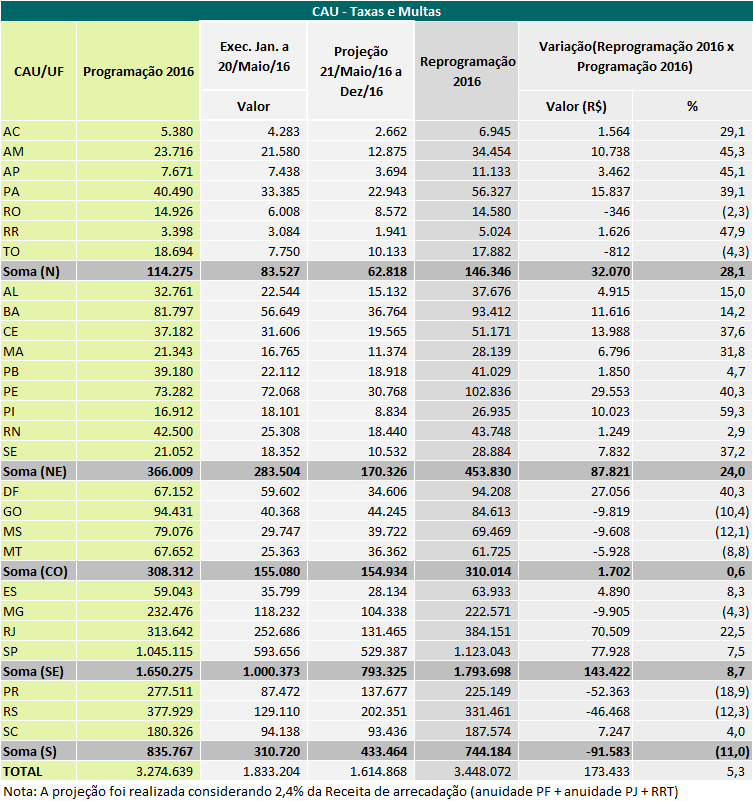 CAU - Taxas e Multas
CAU/UF Programação 2016 Exec. Jan. a 20/Maio/16 Projeção 21/Maio/16 a Dez/16 Reprogramação 2016 Variação(Reprogramação 2016 x Programação 2016)
Valor Valor (R$) %
AC 5.380 4.283 2.662 6.945 1.564 29,1
AM 23.716 21.580 12.875 34.454 10.738 45,3
AP 7.671 7.438 3.694 11.133 3.462 45,1
PA 40.490 33.385 22.943 56.327 15.837 39,1
RO 14.926 6.008 8.572 14.580 -346 (2,3)
RR 3.398 3.084 1.941 5.024 1.626 47,9
TO 18.694 7.750 10.133 17.882 -812 (4,3)
Soma (N) 114.275 83.527 62.818 146.346 32.070 28,1
AL 32.761 22.544 15.132 37.676 4.915 15,0
BA 81.797 56.649 36.764 93.412 11.616 14,2
CE 37.182 31.606 19.565 51.171 13.988 37,6
MA 21.343 16.765 11.374 28.139 6.796 31,8
PB 39.180 22.112 18.918 41.029 1.850 4,7
PE 73.282 72.068 30.768 102.836 29.553 40,3
PI 16.912 18.101 8.834 26.935 10.023 59,3
RN 42.500 25.308 18.440 43.748 1.249 2,9
SE 21.052 18.352 10.532 28.884 7.832 37,2
Soma (NE) 366.009 283.504 170.326 453.830 87.821 24,0
DF 67.152 59.602 34.606 94.208 27.056 40,3
GO 94.431 40.368 44.245 84.613 -9.819 (10,4)
MS 79.076 29.747 39.722 69.469 -9.608 (12,1)
MT 67.652 25.363 36.362 61.725 -5.928 (8,8)
Soma (CO) 308.312 155.080 154.934 310.014 1.702 0,6
ES 59.043 35.799 28.134 63.933 4.890 8,3
MG 232.476 118.232 104.338 222.571 -9.905 (4,3)
RJ 313.642 252.686 131.465 384.151 70.509 22,5
SP 1.045.115 593.656 529.387 1.123.043 77.928 7,5
Soma (SE) 1.650.275 1.000.373 793.325 1.793.698 143.422 8,7
PR 277.511 87.472 137.677 225.149 -52.363 (18,9)
RS 377.929 129.110 202.351 331.461 -46.468 (12,3)
SC 180.326 94.138 93.436 187.574 7.247 4,0
Soma (S) 835.767 310.720 433.464 744.184 -91.583 (11,0)
TOTAL 3.274.639 1.833.204 1.614.868 3.448.072 173.433 5,3
Nota: A projeção foi realizada considerando 2,4% da Receita de arrecadação (anuidade PF + anuidade PJ + RRT)